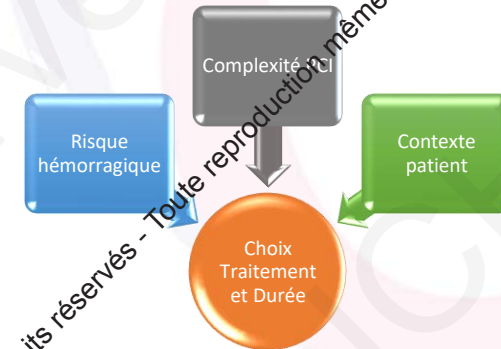 Complexité PCI
Risque
hémorragique
Contexte
patient
Choix
Traitement
et Durée
its réservés - Toute reproduction même